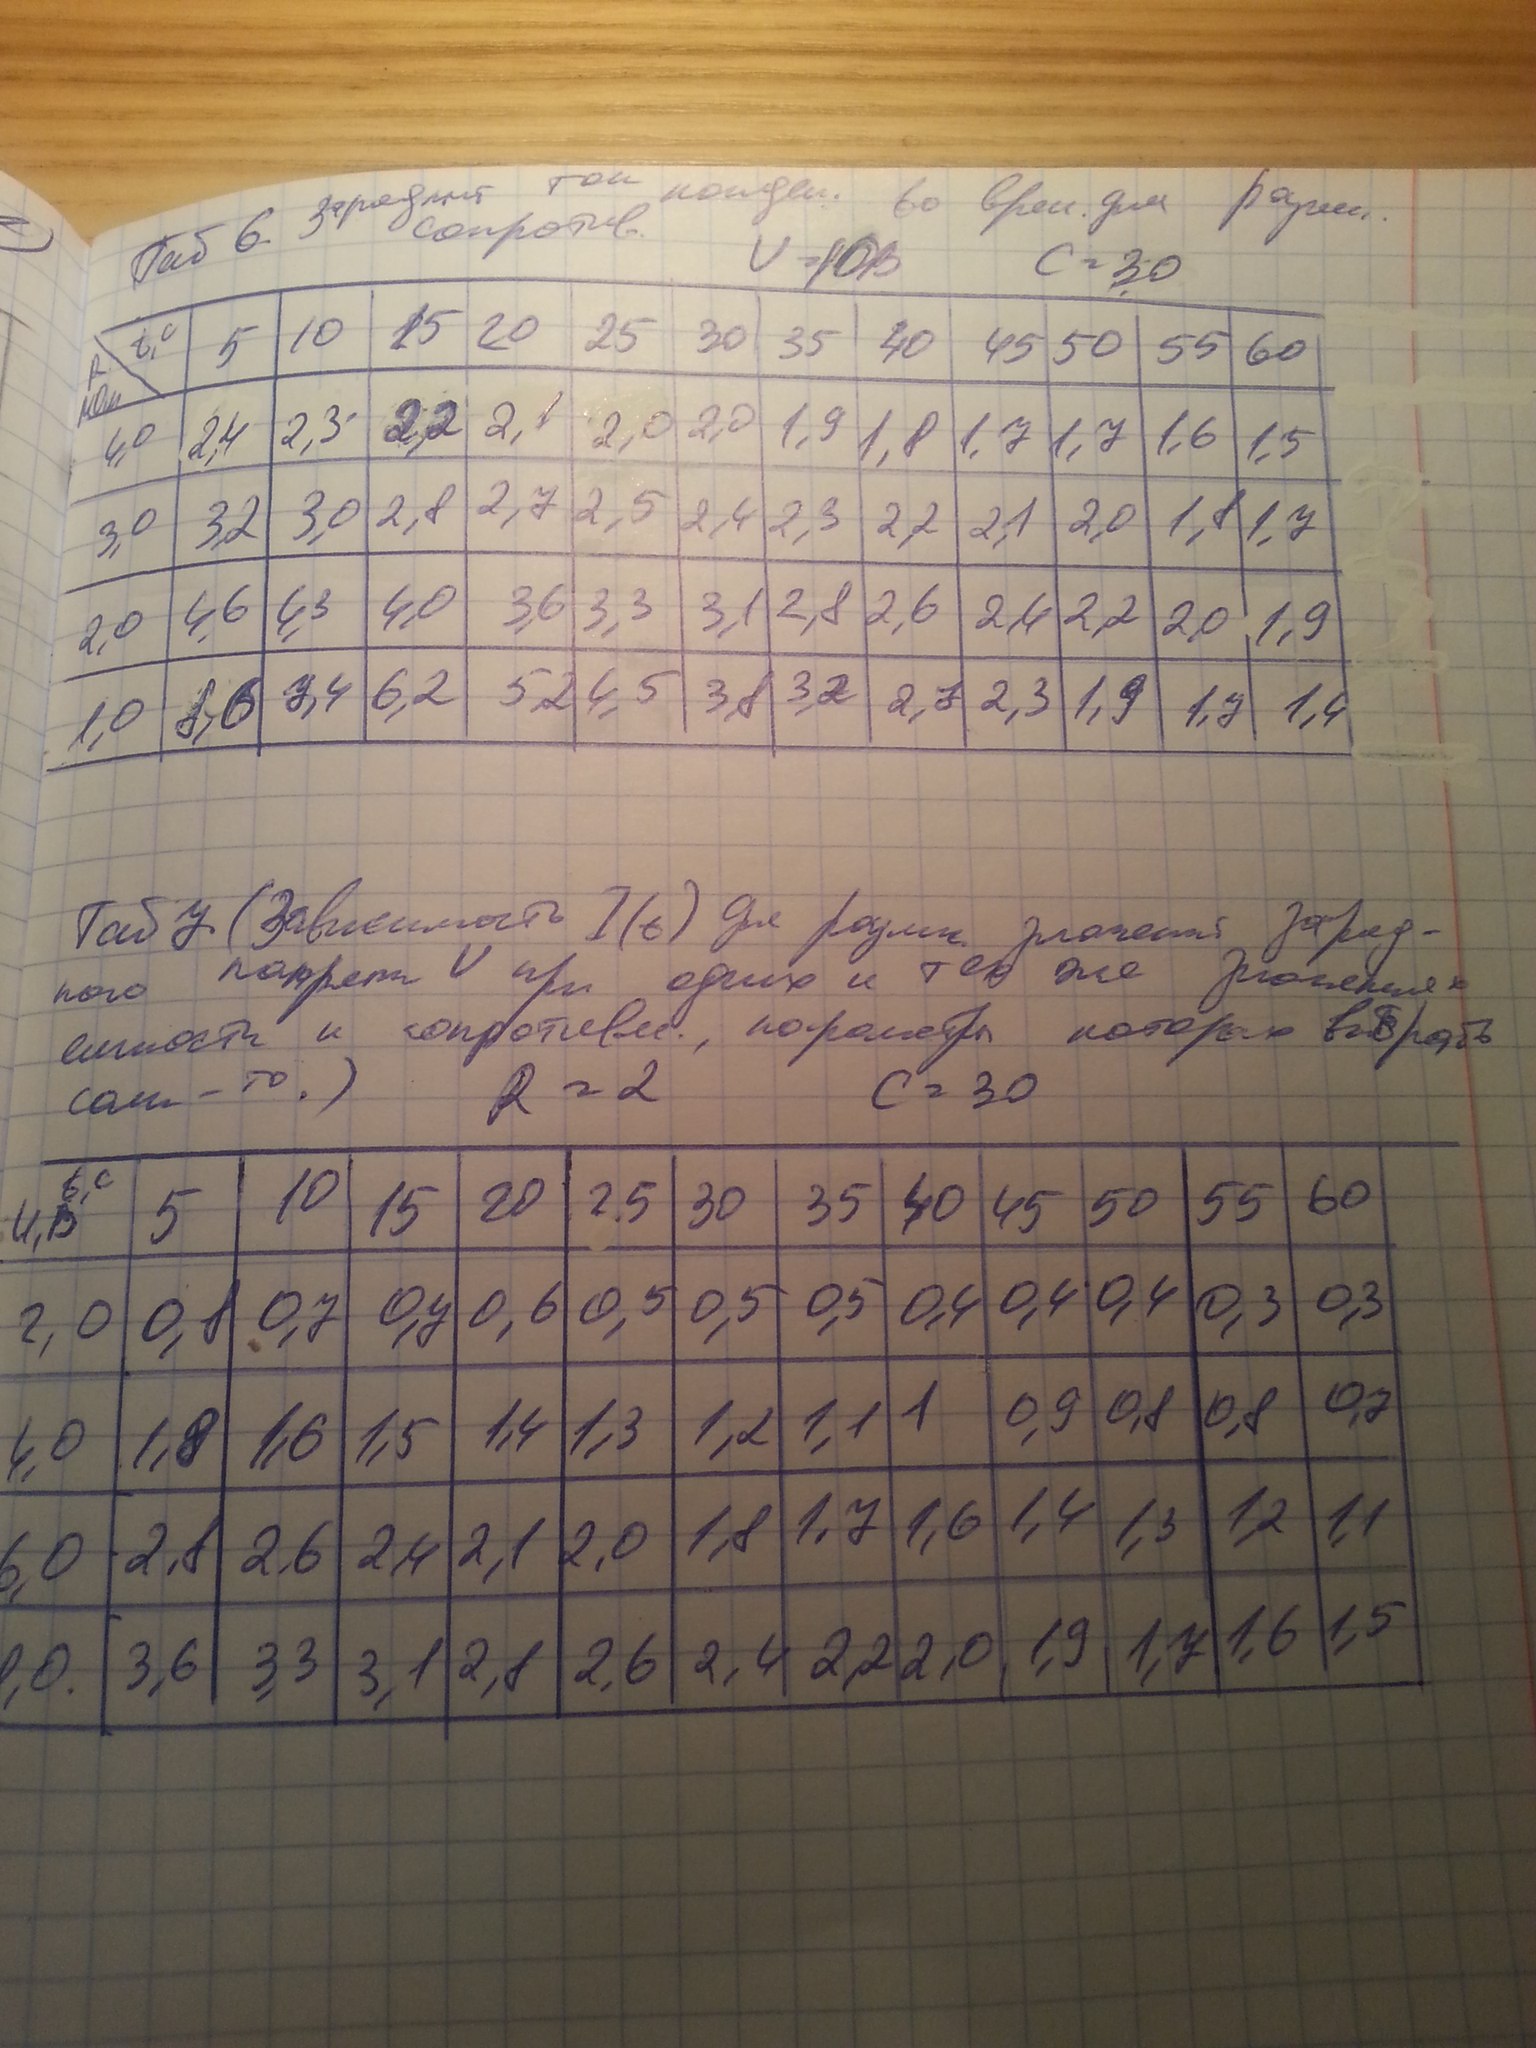 Таб 6. Зарядный ток конден. во врем. для различ.
сопротив.
U = 10В C = 30
R, МОм t, c 5 10 15 20 25 30 35 40 45 50 55 60
4,0 2,4 2,3 2,2 2,1 2,0 2,0 1,9 1,8 1,7 1,7 1,6 1,5
3,0 3,2 3,0 2,8 2,7 2,5 2,4 2,3 2,2 2,1 2,0 1,8 1,7
2,0 4,6 4,3 4,0 3,6 3,3 3,1 2,8 2,6 2,4 2,2 2,0 1,9
1,0 8,6 7,4 6,2 5,2 4,5 3,8 3,2 2,7 2,3 1,9 1,7 1,4
Таб 7. (Зависимость I(t) для различ. значений заряд-
ного напряж U при одних и тех же значениях
емкости и сопротивл., параметры которых выбрать
сам-то.) R = 2 C = 30
U, В t, c 5 10 15 20 25 30 35 40 45 50 55 60
2,0 0,8 0,7 0,7 0,6 0,5 0,5 0,5 0,4 0,4 0,4 0,3 0,3
4,0 1,8 1,6 1,5 1,4 1,3 1,2 1,1 1 0,9 0,8 0,8 0,7
6,0 2,8 2,6 2,4 2,1 2,0 1,8 1,7 1,6 1,4 1,3 1,2 1,1
,0. 3,6 3,3 3,1 2,8 2,6 2,4 2,2 2,0 1,9 1,7 1,6 1,5